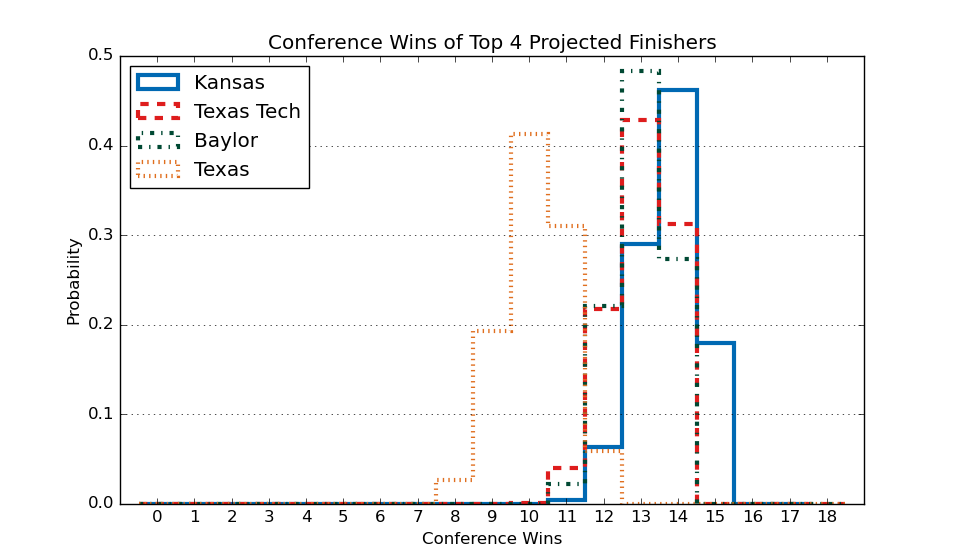 Conference Wins of Top 4 Projected Finishers
0.5
Kansas
Texas Tech
Baylor
Texas
0.4
0.3
0.2
0.1
0.0
Probability
0 1 2 3 4 5 6 7 8 9 10 11 12 13 14 15 16 17 18
Conference Wins